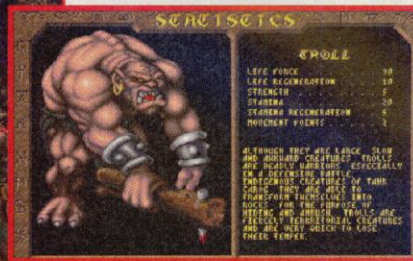 STATISTICS
TROLL
LIFE FORCE
LIFE REGENERATION
STRENGTH 5
STAMINA 20
STAMINA REGENERATION
MOVEMENT POINTS
ALTHOUGH THEY ARE LARGE, SLOW
AND AWKWARD CREATURES, TROLLS
ARE DEADLY WARRIORS ESPECIALLY
IN A DEFENSIVE BATTLE.
INDIGENOUS CREATURES OF
THEY ARE ABLE TO
TRANSFORM THEMSELVES INTO
ROCKS FOR THE PURPOSE OF
HIDING AND AMBUSH. TROLLS ARE
FIERCELY TERRITORIAL CREATURES
AND ARE VERY QUICK TO LOSE
THEIR TEMPER.